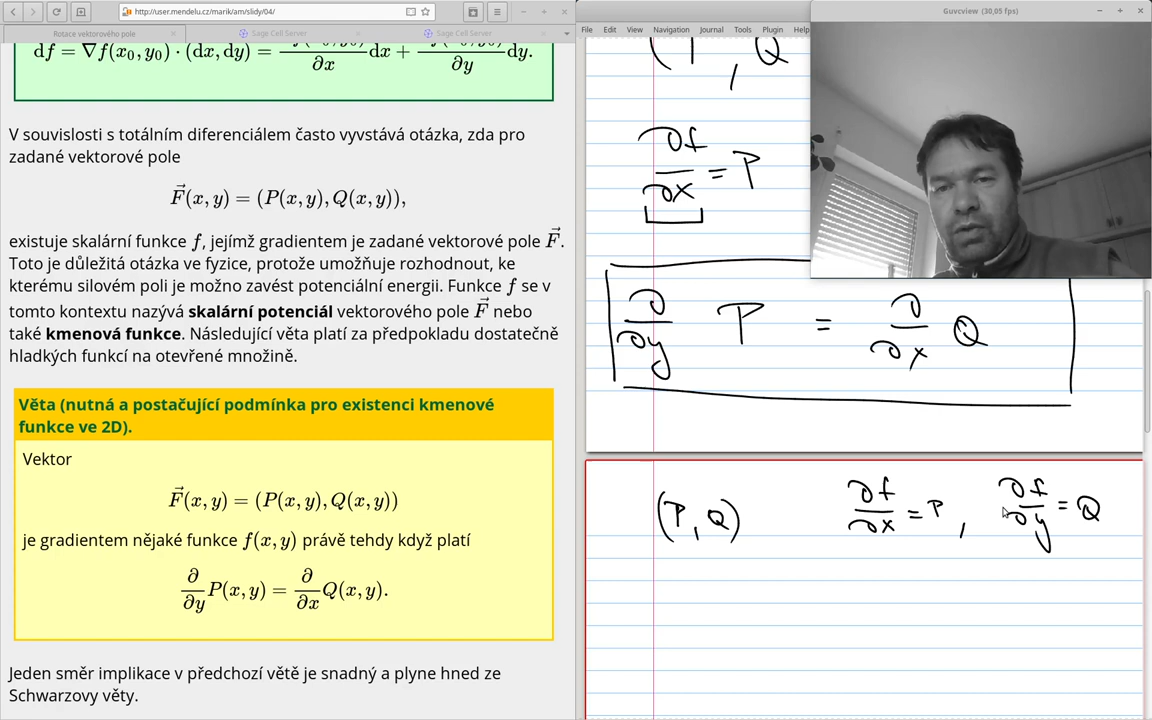 http://user.mendelu.cz/marik/am/slidy/04/
Rotace vektorového pole
Sage Cell Server
Sage Cell Server
df = ∇f(x₀, y₀) · (dx, dy) = ∂f(x₀, y₀)/∂x dx + ∂f(x₀, y₀)/∂y dy.
V souvislosti s totálním diferenciálem často vyvstává otázka, zda pro
zadané vektorové pole
F⃗(x, y) = (P(x, y), Q(x, y)),
existuje skalární funkce f, jejímž gradientem je zadané vektorové pole F⃗.
Toto je důležitá otázka ve fyzice, protože umožňuje rozhodnout, ke
kterému silovém poli je možno zavést potenciální energii. Funkce f se v
tomto kontextu nazývá skalární potenciál vektorového pole F⃗ nebo
také kmenová funkce. Následující věta platí za předpokladu dostatečně
hladkých funkcí na otevřené množině.
Věta (nutná a postačující podmínka pro existenci kmenové
funkce ve 2D).
Vektor
F⃗(x, y) = (P(x, y), Q(x, y))
je gradientem nějaké funkce f(x, y) právě tehdy když platí
∂/∂y P(x, y) = ∂/∂x Q(x, y).
Jeden směr implikace v předchozí větě je snadný a plyne hned ze
Schwarzovy věty.
File Edit View Navigation Journal Tools Plugin Help
Guvcview (30,05 fps)
(P, Q
∂f/∂x = P
∂/∂y P = ∂/∂x Q
(P, Q) ∂f/∂x = P, ∂f/∂y = Q